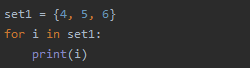 set1 = {4, 5, 6}
for i in set1:
    print(i)